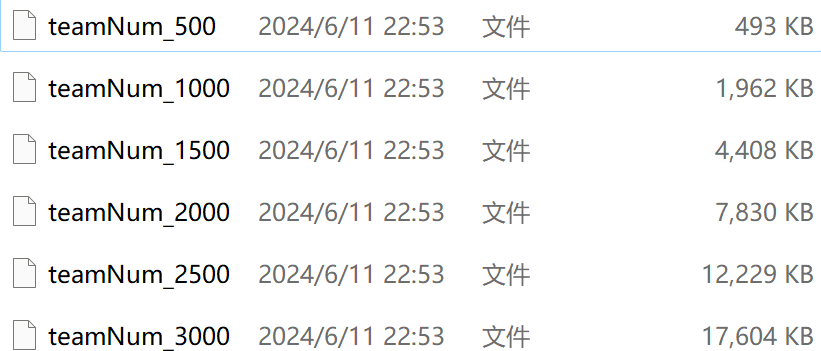 teamNum_500 2024/6/11 22:53 文件 493 KB
teamNum_1000 2024/6/11 22:53 文件 1,962 KB
teamNum_1500 2024/6/11 22:53 文件 4,408 KB
teamNum_2000 2024/6/11 22:53 文件 7,830 KB
teamNum_2500 2024/6/11 22:53 文件 12,229 KB
teamNum_3000 2024/6/11 22:53 文件 17,604 KB